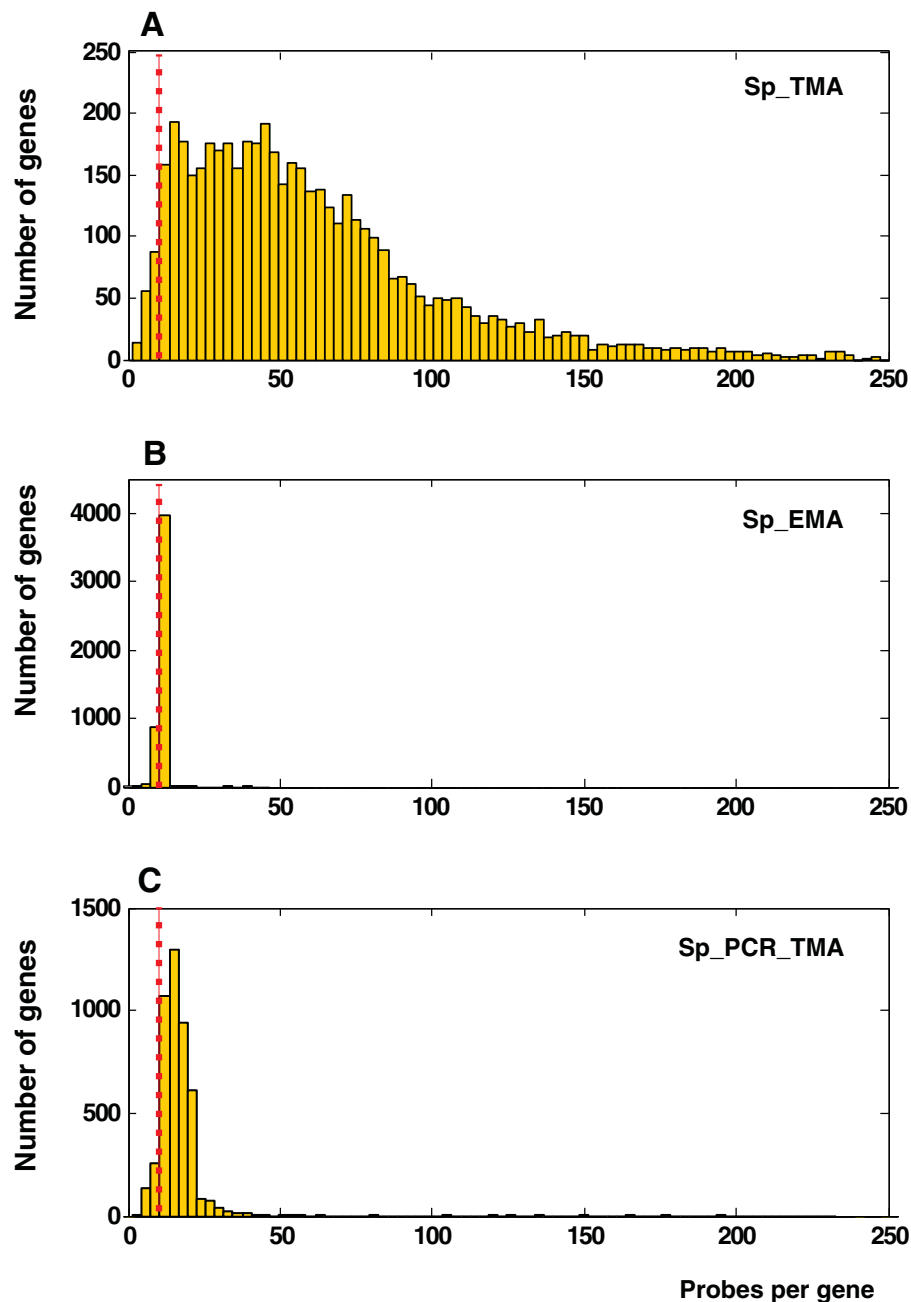 A
Sp_TMA
Number of genes
250
200
150
100
50
0
0 50 100 150 200 250
B
Sp_EMA
Number of genes
4000
3000
2000
1000
0
0 50 100 150 200 250
C
Sp_PCR_TMA
Number of genes
1500
1000
500
0
0 50 100 150 200 250
Probes per gene